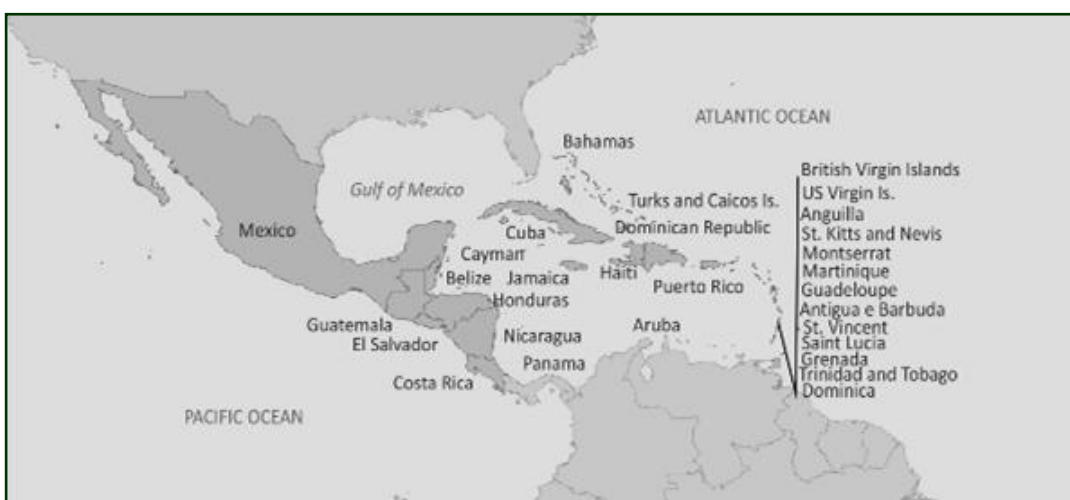 ATLANTIC OCEAN
Bahamas
British Virgin Islands
US Virgin Is.
Gulf of Mexico
Turks and Caicos Is.
Anguilla
Mexico
Cuba
Dominican Republic
St. Kitts and Nevis
Cayman
Montserrat
Belize
Jamaica
Haiti
Martinique
Puerto Rico
Guadeloupe
Honduras
Antigua e Barbuda
Guatemala
Aruba
St. Vincent
El Salvador
Nicaragua
Saint Lucia
Panama
Grenada
Costa Rica
Trinidad and Tobago
Dominica
PACIFIC OCEAN